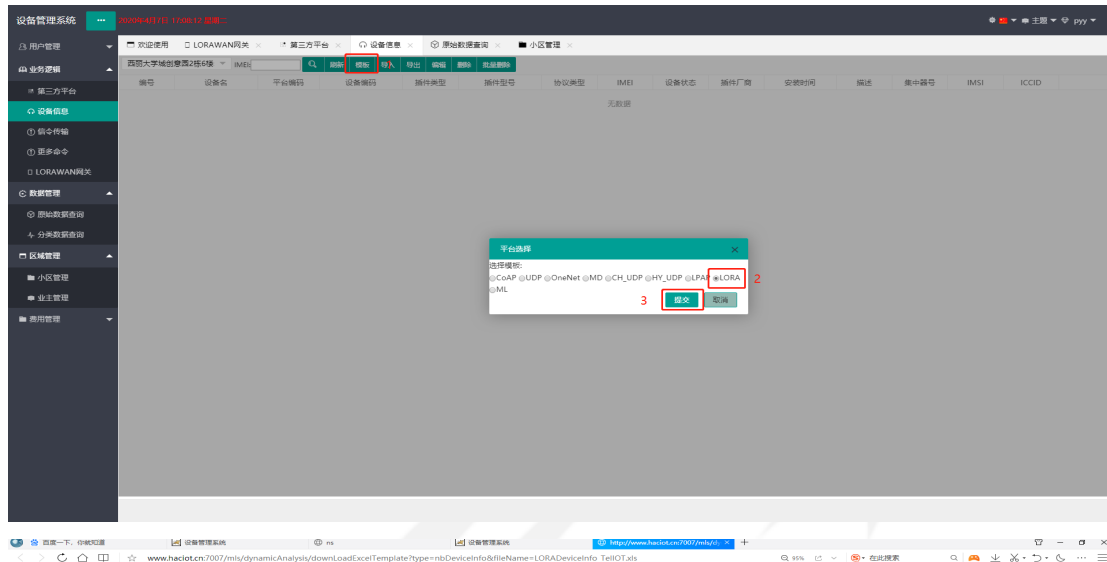 设备管理系统 ··· 2020年4月7日 17:00:12 星期二 主题 pyy
用户管理
业务逻辑
第三方平台
设备信息
信令传输
更多命令
LORAWAN网关
数据管理
原始数据查询
分类数据查询
区域管理
小区管理
业主管理
费用管理
欢迎使用 LORAWAN网关 × 第三方平台 × 设备信息 × 原始数据查询 × 小区管理 ×
西丽大学城创意茜2栋6楼 IMEI: 刷新 模板 导入 导出 编辑 删除 批量删除
编号 设备名 平台编码 设备编码 插件类型 插件型号 协议类型 IMEI 设备状态 插件厂商 安装时间 描述 集中器号 IMSI ICCID
无数据
平台选择 ×
选择模板:
CoAP UDP OneNet MD CH_UDP HY_UDP LPAP LORA 2
ML
3 提交 取消
百度一下，你就知道 设备管理系统 ns 设备管理系统 http://www.haciot.cn:7007/mls/d × +
www.haciot.cn:7007/mls/dynamicAnalysis/downLoadExcelTemplate?type=nbDeviceInfo&fileName=LORADeviceInfo_TellOT.xls 95% 在此搜索